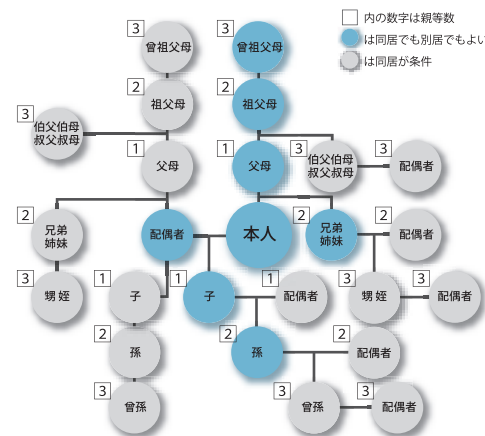 内の数字は親等数
は同居でも別居でもよい
は同居が条件
3
曾祖父母
3
曾祖父母
2
祖父母
2
祖父母
3
伯父伯母
叔父叔母
1
父母
1
父母
3
伯父伯母
叔父叔母
3
配偶者
2
兄弟
姉妹
配偶者
本人
2
兄弟
姉妹
2
配偶者
3
甥姪
1
子
1
子
1
配偶者
3
甥姪
3
配偶者
2
孫
2
孫
2
配偶者
3
曾孫
3
曾孫
3
配偶者